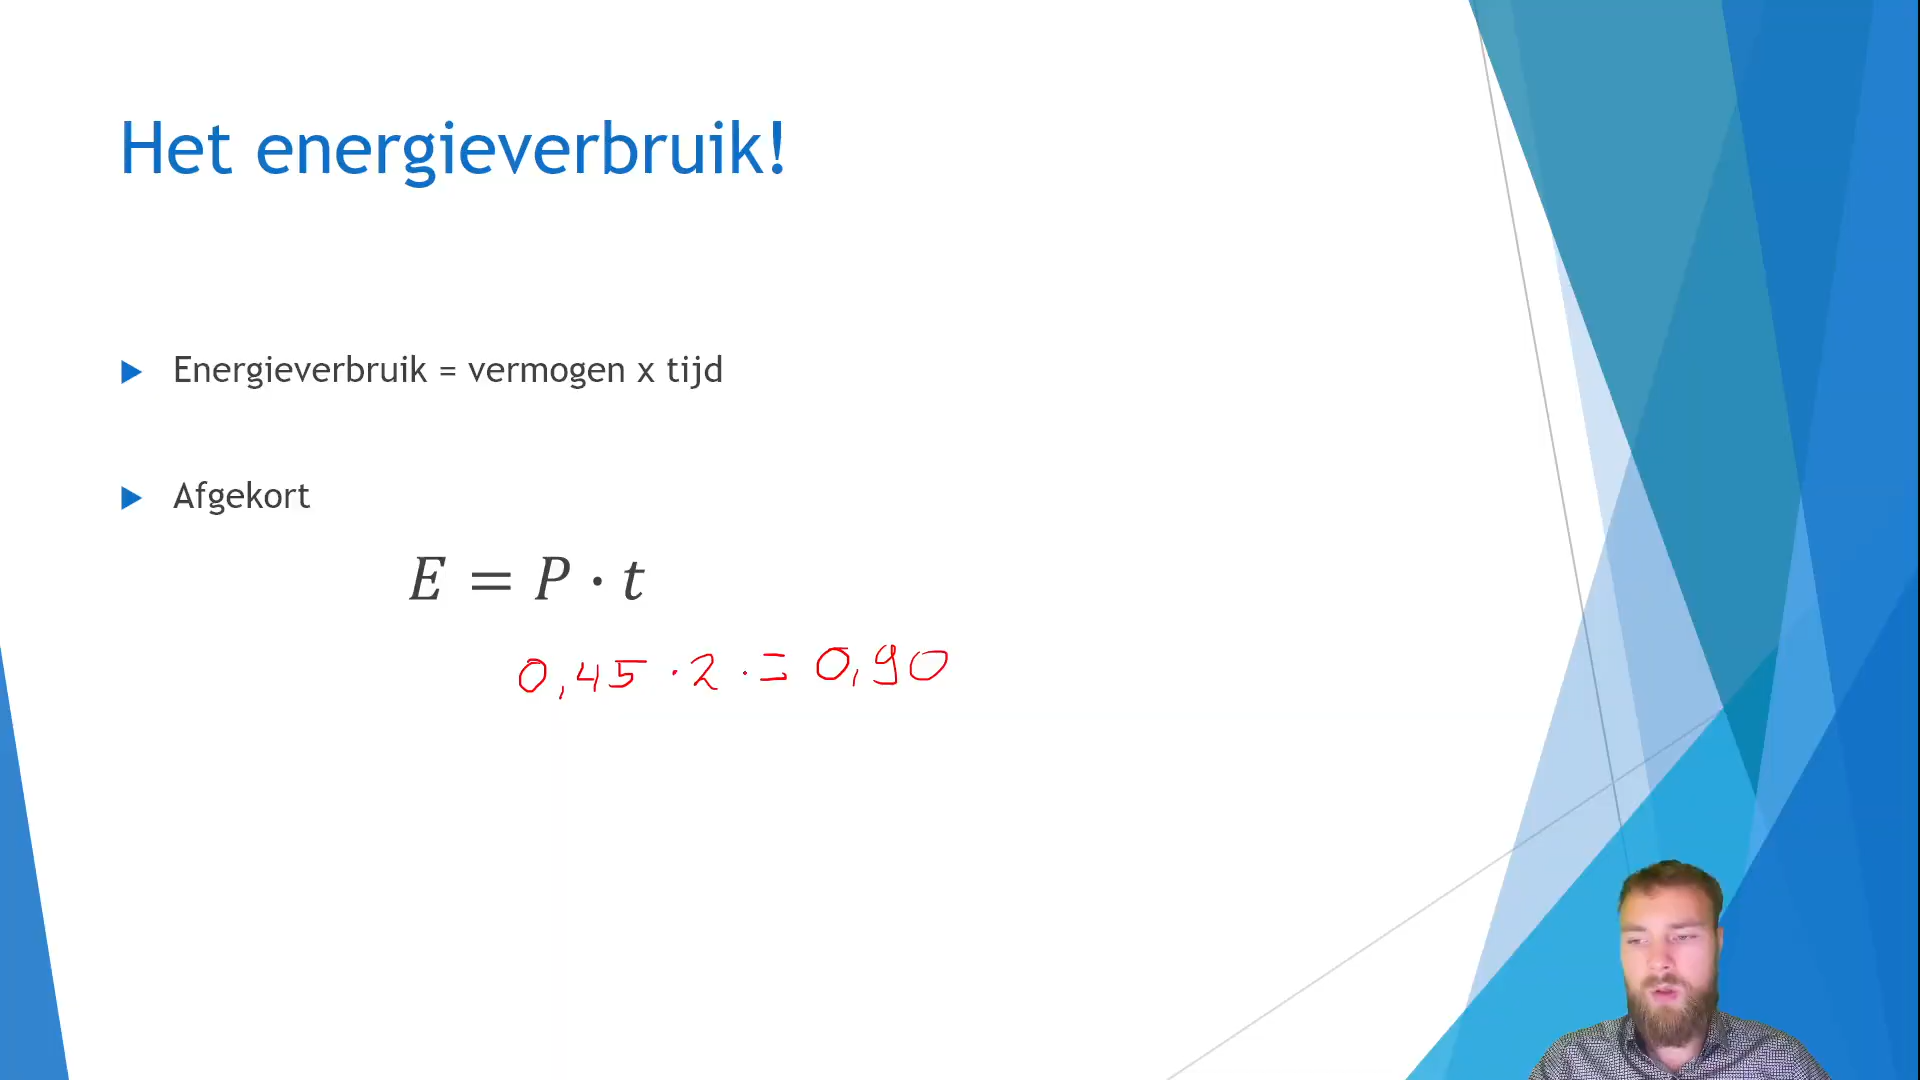 Het energieverbruik!
Energieverbruik = vermogen x tijd
Afgekort
E = P · t
0,45 · 2 · = 0,90